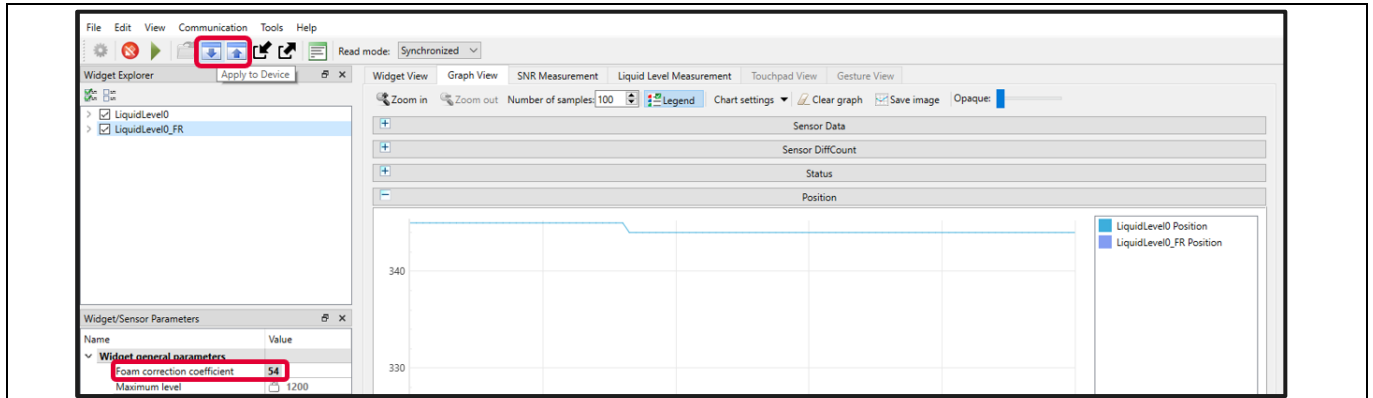 File Edit View Communication Tools Help
Read mode: Synchronized
Widget Explorer
Apply to Device
Widget View Graph View SNR Measurement Liquid Level Measurement Touchpad View Gesture View
Zoom in Zoom out Number of samples: 100 Legend Chart settings Clear graph Save image Opaque:
LiquidLevel0
LiquidLevel0_FR
Sensor Data
Sensor DiffCount
Status
Position
LiquidLevel0 Position
LiquidLevel0_FR Position
340
330
Widget/Sensor Parameters
Name Value
Widget general parameters
Foam correction coefficient 54
Maximum level 1200